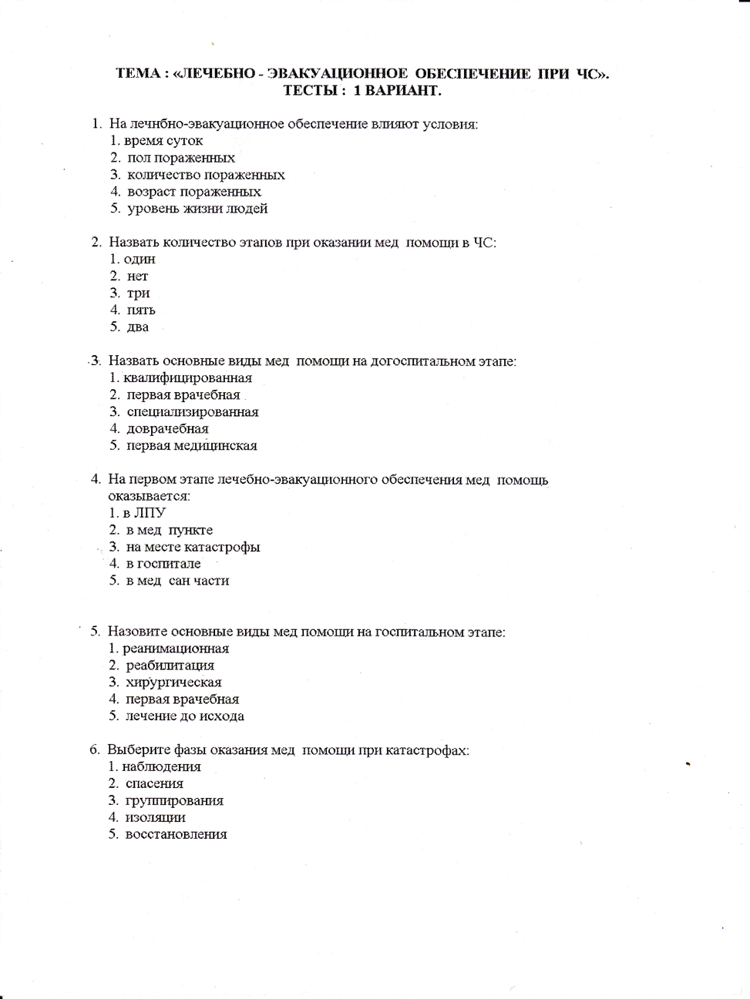 ТЕМА : «ЛЕЧЕБНО - ЭВАКУАЦИОННОЕ ОБЕСПЕЧЕНИЕ ПРИ ЧС».
ТЕСТЫ : 1 ВАРИАНТ.
1. На лечнбно-эвакуационное обеспечение влияют условия:
1. время суток
2. пол пораженных
3. количество пораженных
4. возраст пораженных
5. уровень жизни людей
2. Назвать количество этапов при оказании мед помощи в ЧС:
1. один
2. нет
3. три
4. пять
5. два
3. Назвать основные виды мед помощи на догоспитальном этапе:
1. квалифицированная
2. первая врачебная
3. специализированная
4. доврачебная
5. первая медицинская
4. На первом этапе лечебно-эвакуационного обеспечения мед помощь
оказывается:
1. в ЛПУ
2. в мед пункте
3. на месте катастрофы
4. в госпитале
5. в мед сан части
5. Назовите основные виды мед помощи на госпитальном этапе:
1. реанимационная
2. реабилитация
3. хирургическая
4. первая врачебная
5. лечение до исхода
6. Выберите фазы оказания мед помощи при катастрофах:
1. наблюдения
2. спасения
3. группирования
4. изоляции
5. восстановления